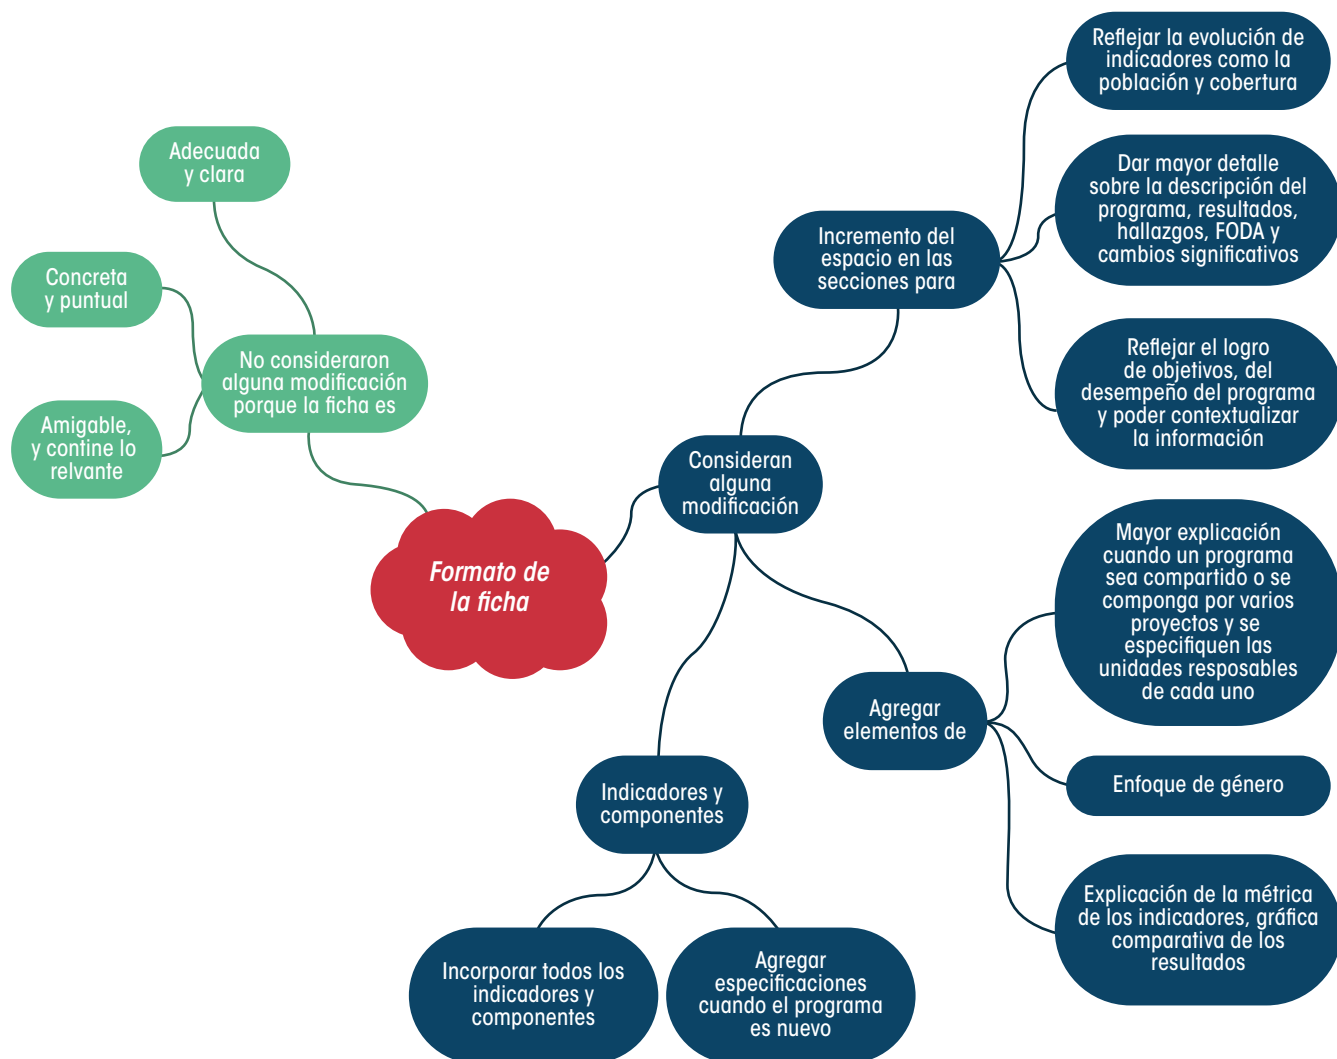 Reflejar la evolución de
indicadores como la
población y cobertura
Adecuada
y clara
Dar mayor detalle
sobre la descripción del
programa, resultados,
hallazgos, FODA y
cambios significativos
Incremento del
espacio en las
secciones para
Concreta
y puntual
No consideraron
alguna modificación
porque la ficha es
Reflejar el logro
de objetivos, del
desempeño del programa
y poder contextualizar
la información
Amigable,
y contine lo
relvante
Consideran
alguna
modificación
Formato de
la ficha
Mayor explicación
cuando un programa
sea compartido o se
componga por varios
proyectos y se
especifiquen las
unidades resposables
de cada uno
Agregar
elementos de
Indicadores y
componentes
Enfoque de género
Explicación de la métrica
de los indicadores, gráfica
comparativa de los
resultados
Incorporar todos los
indicadores y
componentes
Agregar
especificaciones
cuando el programa
es nuevo